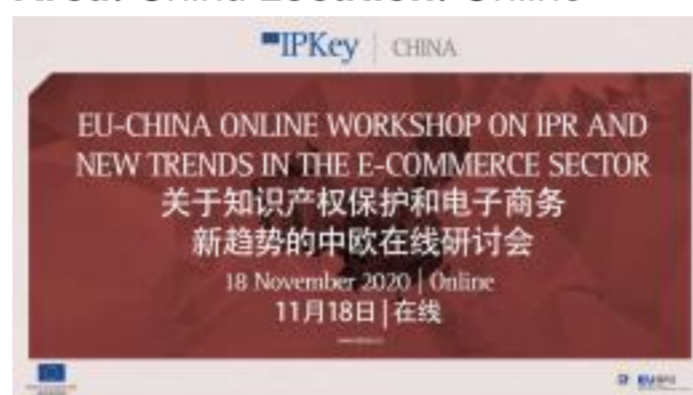 IPKey | CHINA
EU-CHINA ONLINE WORKSHOP ON IPR AND
NEW TRENDS IN THE E-COMMERCE SECTOR
关于知识产权保护和电子商务
新趋势的中欧在线研讨会
18 November 2020 | Online
11月18日 | 在线